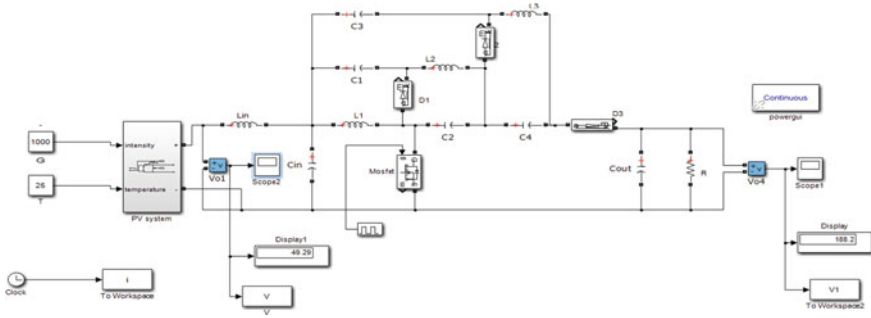 C3
L3
C1
L2
D1
Lin
L1
C2
C4
D3
Continuous
powergui
1000
G
intensity
+
Cin
Mosfet
Cout
R
25
T
temperature
-
PV system
Vo1
Scope2
Vo4
Scope1
Display1
49.29
Display
188.2
Clock
i
To Workspace
V
V
V1
To Workspace2